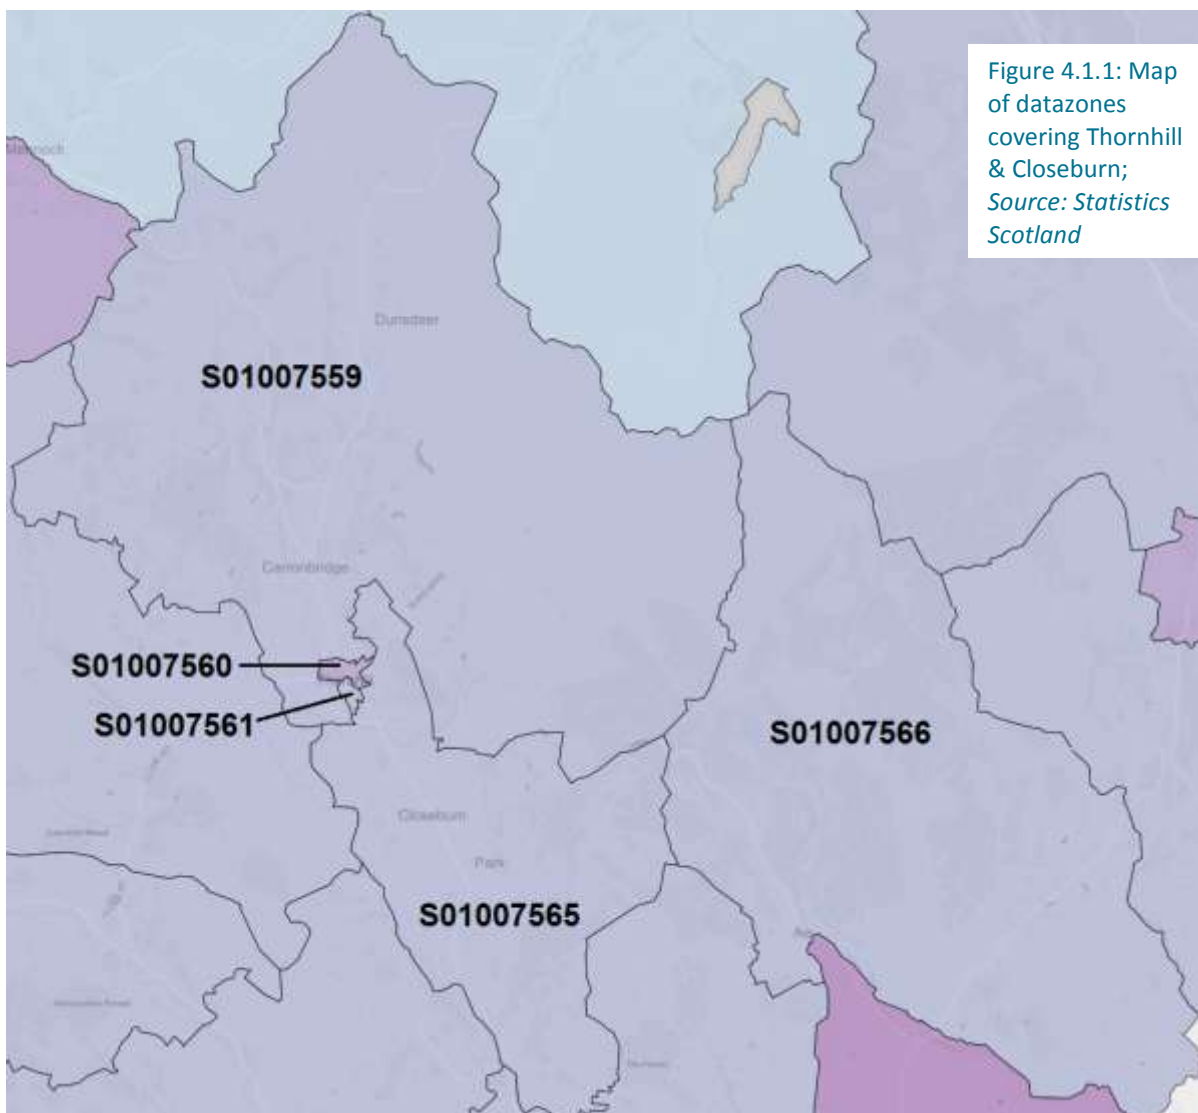 Figure 4.1.1: Map
of datazones
covering Thornhill
& Closeburn;
Source: Statistics
Scotland
Durisdeer
S01007559
Carronbridge
S01007560
S01007561
S01007566
Closeburn
Park
S01007565